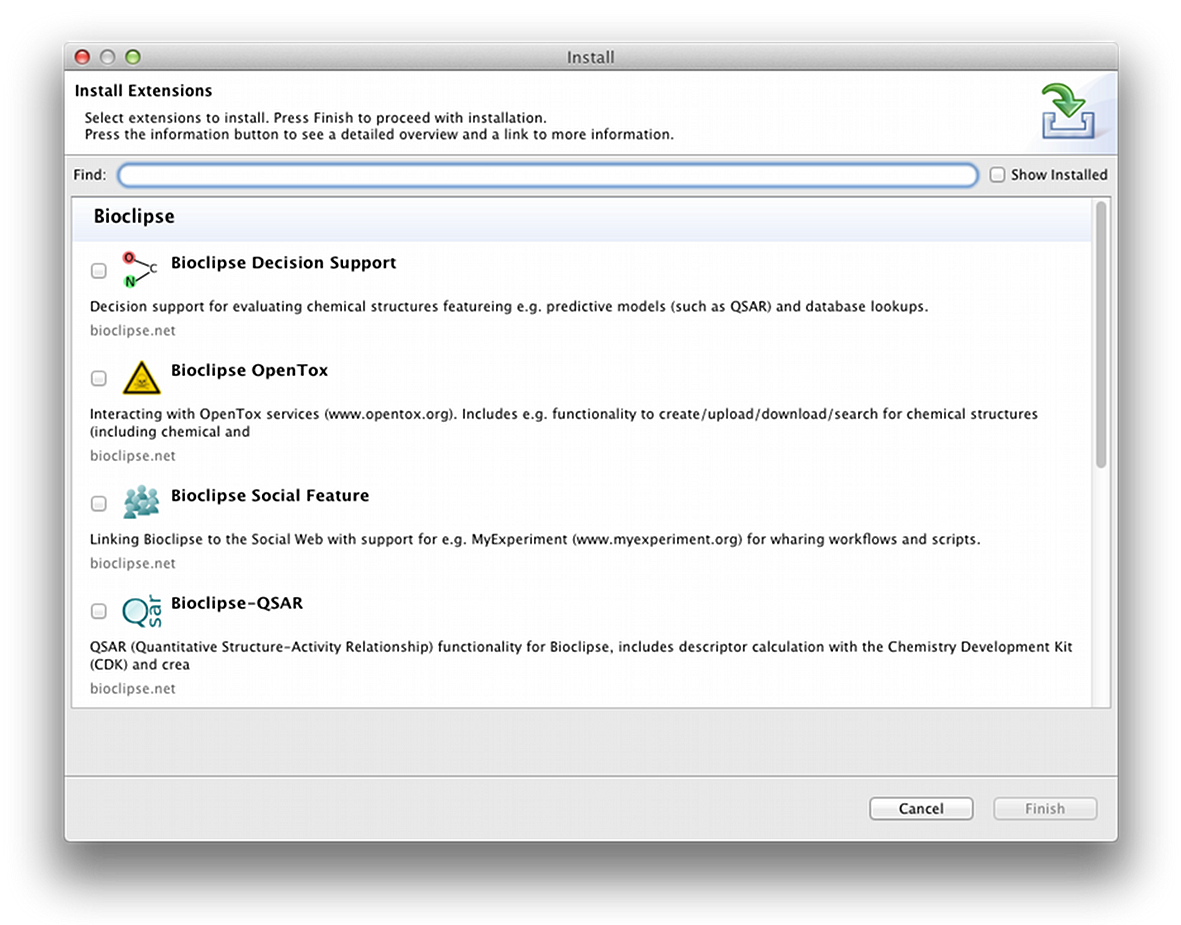 Install
Install Extensions
Select extensions to install. Press Finish to proceed with installation.
Press the information button to see a detailed overview and a link to more information.
Find:
Show Installed
Bioclipse
O
C
N
Bioclipse Decision Support
Decision support for evaluating chemical structures featureing e.g. predictive models (such as QSAR) and database lookups.
bioclipse.net
Bioclipse OpenTox
Interacting with OpenTox services (www.opentox.org). Includes e.g. functionality to create/upload/download/search for chemical structures
(including chemical and
bioclipse.net
Bioclipse Social Feature
Linking Bioclipse to the Social Web with support for e.g. MyExperiment (www.myexperiment.org) for wharing workflows and scripts.
bioclipse.net
Qsar
Bioclipse-QSAR
QSAR (Quantitative Structure-Activity Relationship) functionality for Bioclipse, includes descriptor calculation with the Chemistry Development Kit
(CDK) and crea
bioclipse.net
Cancel
Finish